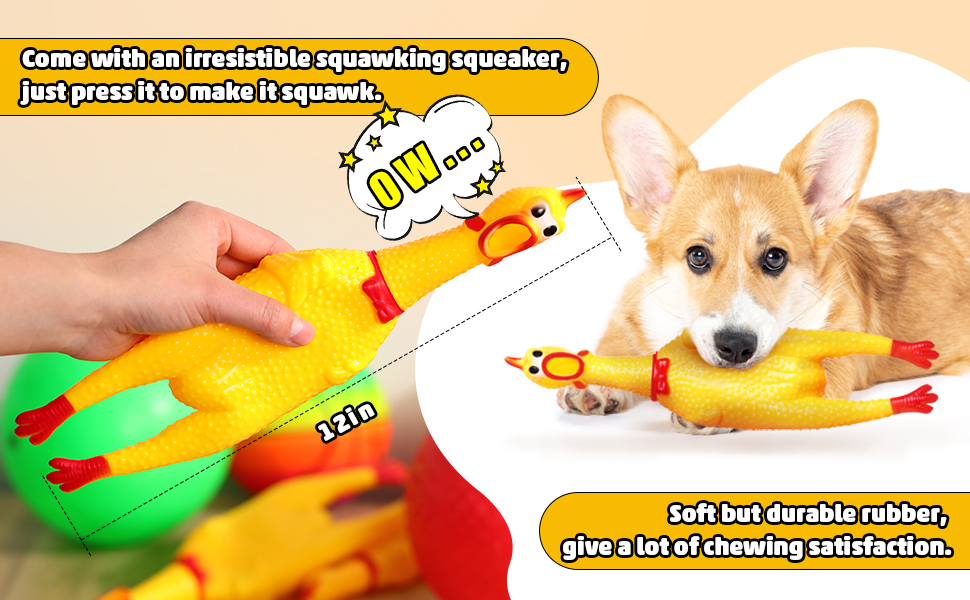 Come with an irresistible squawking squeaker,
just press it to make it squawk.
OW...
12in
Soft but durable rubber,
give a lot of chewing satisfaction.